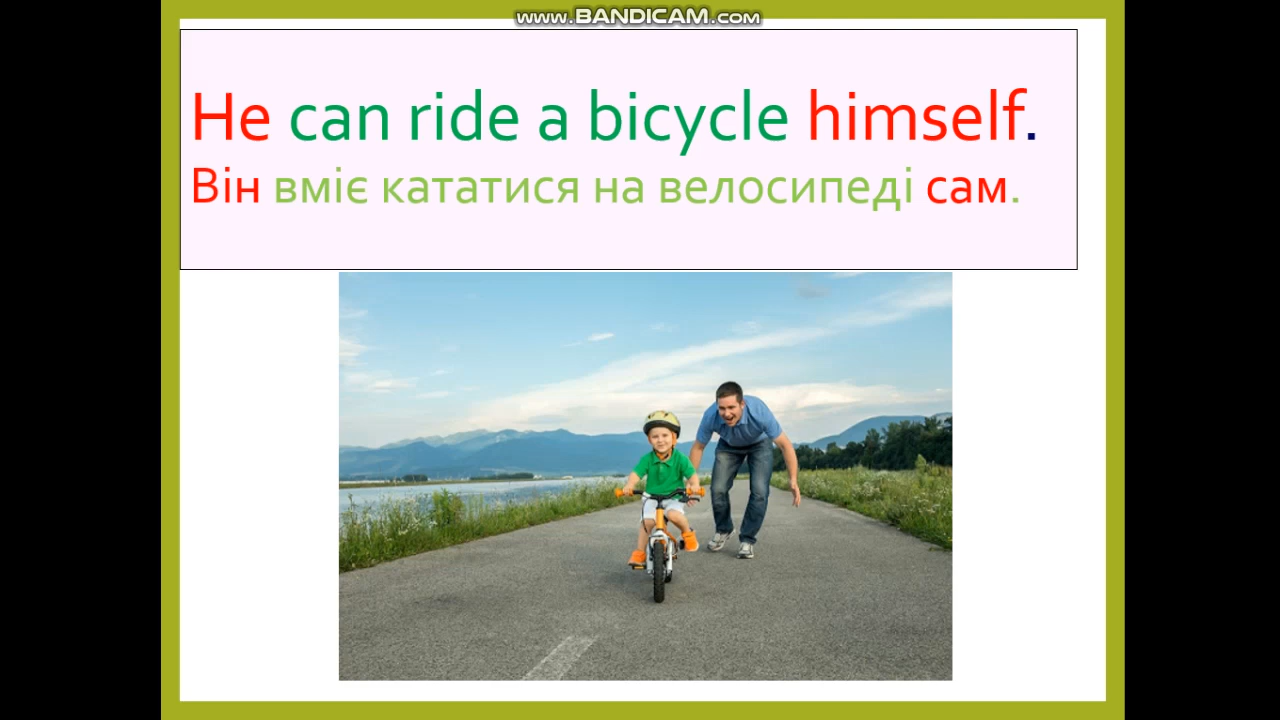 www.BANDICAM.com
He can ride a bicycle himself.
Він вміє кататися на велосипеді сам.